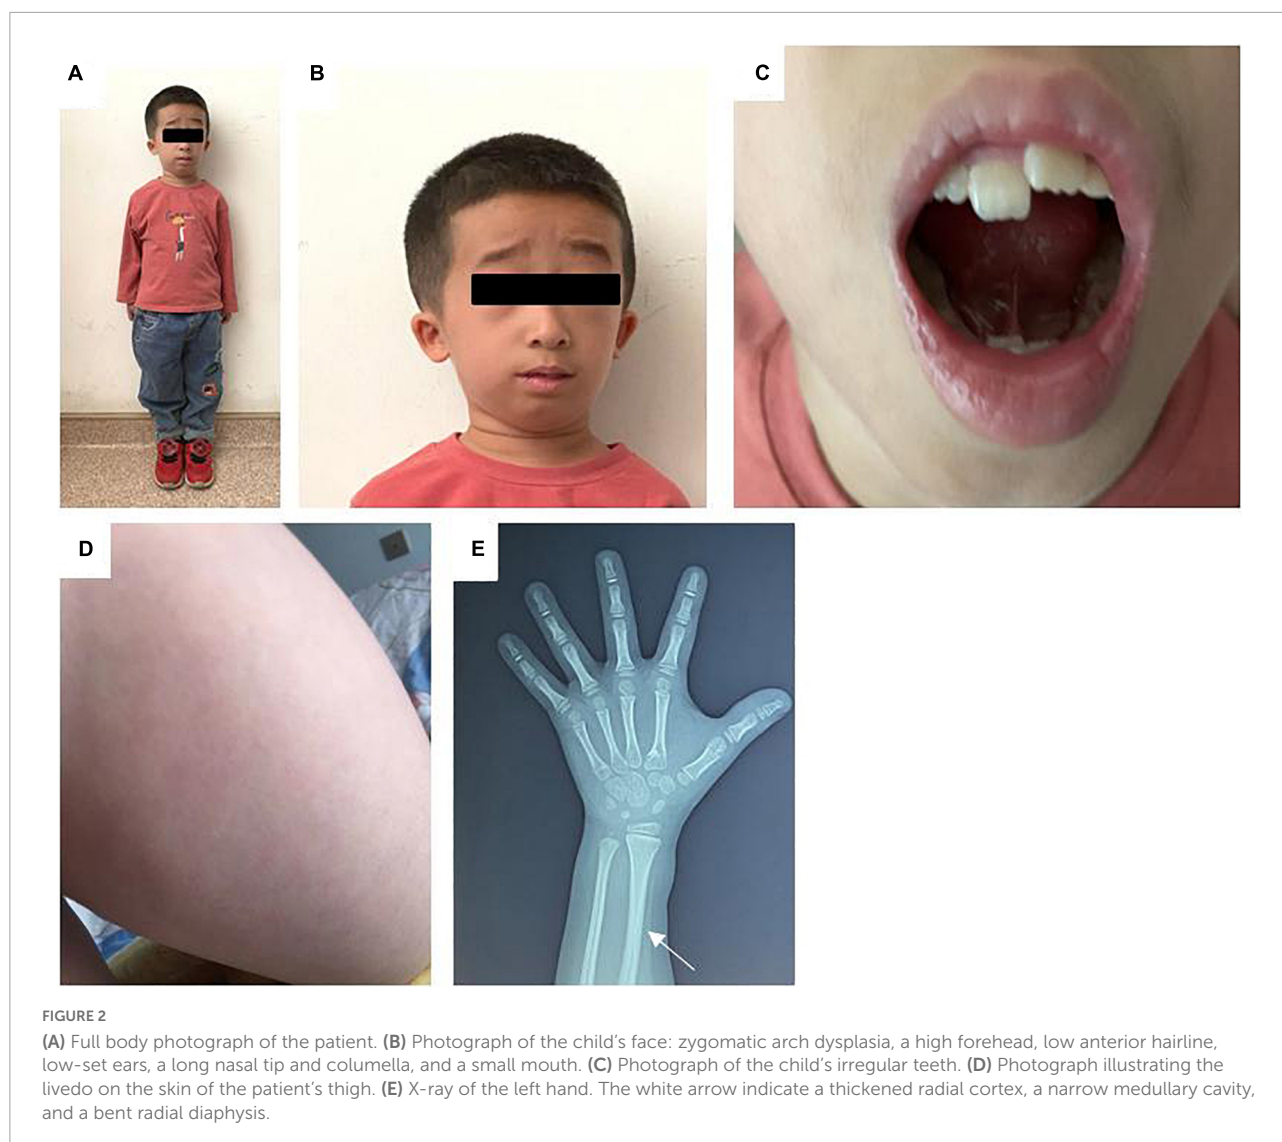 A
B
C
D
E
FIGURE 2
(A) Full body photograph of the patient. (B) Photograph of the child's face: zygomatic arch dysplasia, a high forehead, low anterior hairline,
low-set ears, a long nasal tip and columella, and a small mouth. (C) Photograph of the child's irregular teeth. (D) Photograph illustrating the
livedo on the skin of the patient's thigh. (E) X-ray of the left hand. The white arrow indicate a thickened radial cortex, a narrow medullary cavity,
and a bent radial diaphysis.